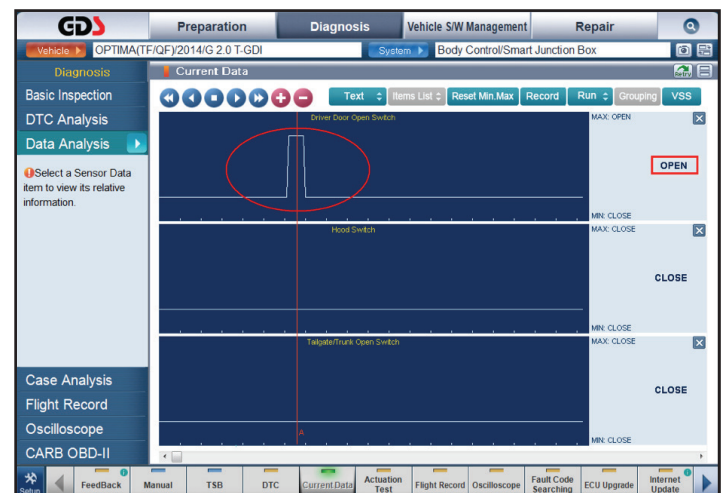 GDS
Preparation
Diagnosis
Vehicle S/W Management
Repair
Vehicle
OPTIMA(TF/QF)/2014/G 2.0 T-GDI
System
Body Control/Smart Junction Box
Diagnosis
Basic Inspection
DTC Analysis
Data Analysis
Select a Sensor Data
item to view its relative
information.
Case Analysis
Flight Record
Oscilloscope
CARB OBD-II
Current Data
Retry
Text
Items List
Reset Min.Max
Record
Run
Grouping
VSS
Driver Door Open Switch
MAX: OPEN
OPEN
MIN: CLOSE
Hood Switch
MAX: CLOSE
CLOSE
MIN: CLOSE
Tailgate/Trunk Open Switch
MAX: CLOSE
CLOSE
A
MIN: CLOSE
Setup
FeedBack
Manual
TSB
DTC
Current Data
Actuation
Test
Flight Record
Oscilloscope
Fault Code
Searching
ECU Upgrade
Internet
Update